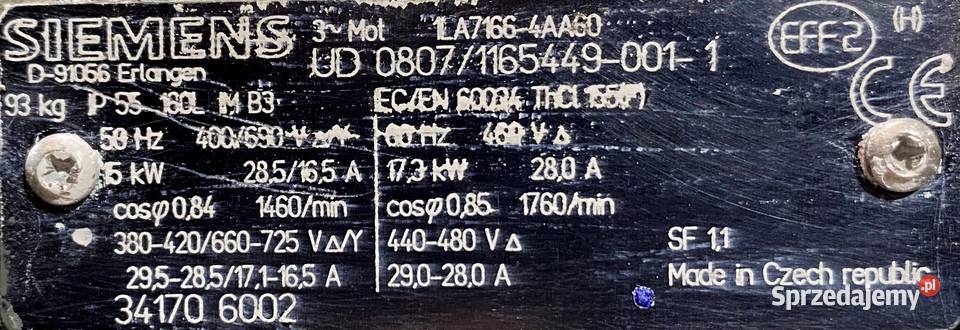 SIEMENS
3~Mot 1LA7166-4AA60
EFF2 (H)
D-91056 Erlangen
UD 0807/1165449-001-1
CE
93 kg IP 55 160L IM B3
EC/EN 60034 ThCl 155(F)
50 Hz 400/690 V Δ/Y
60 Hz 460 V Δ
15 kW 28,5/16,5 A
17,3 kW 28,0 A
cosφ 0,84 1460/min
cosφ 0,85 1760/min
380-420/660-725 V Δ/Y
440-480 V Δ
SF 1,1
29,5-28,5/17,1-16,5 A
29,0-28,0 A
Made in Czech republic
34170 6002
Sprzedajemy.pl